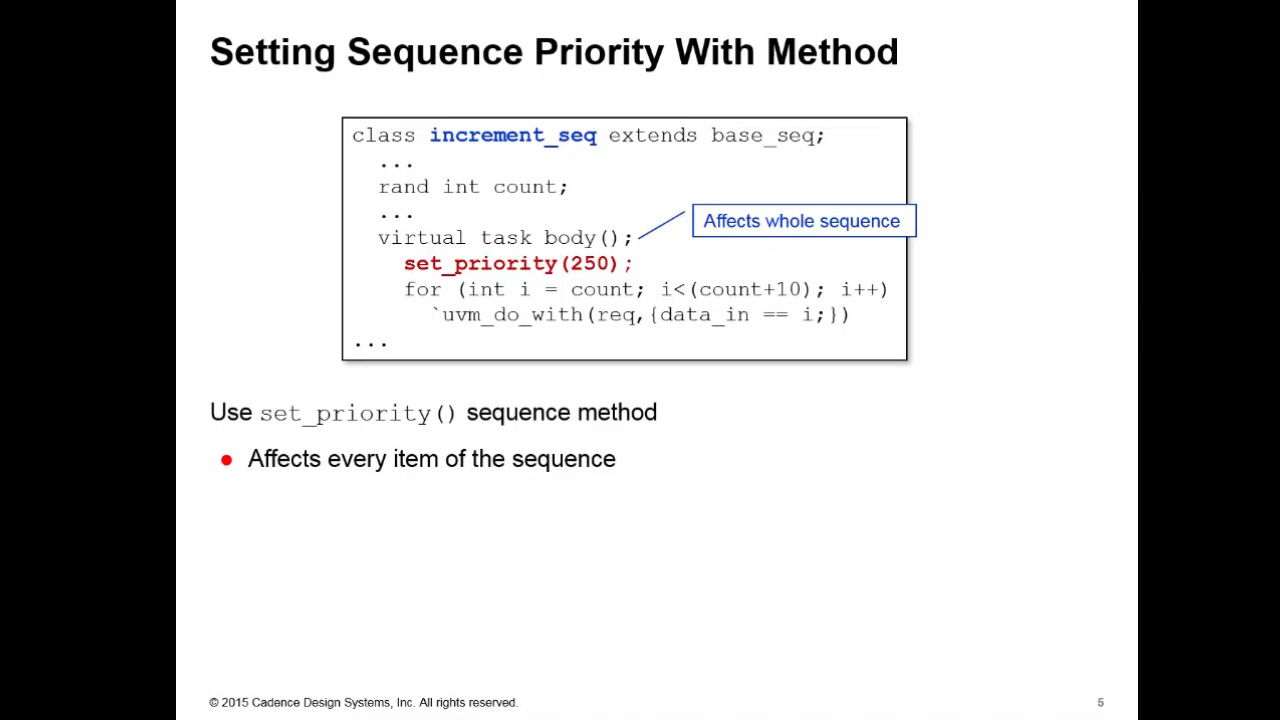 Setting Sequence Priority With Method
class increment_seq extends base_seq;
...
rand int count;
...
Affects whole sequence
virtual task body();
set_priority(250);
for (int i = count; i<(count+10); i++)
`uvm_do_with(req,{data_in == i;})
...
Use set_priority() sequence method
● Affects every item of the sequence
© 2015 Cadence Design Systems, Inc. All rights reserved.
5